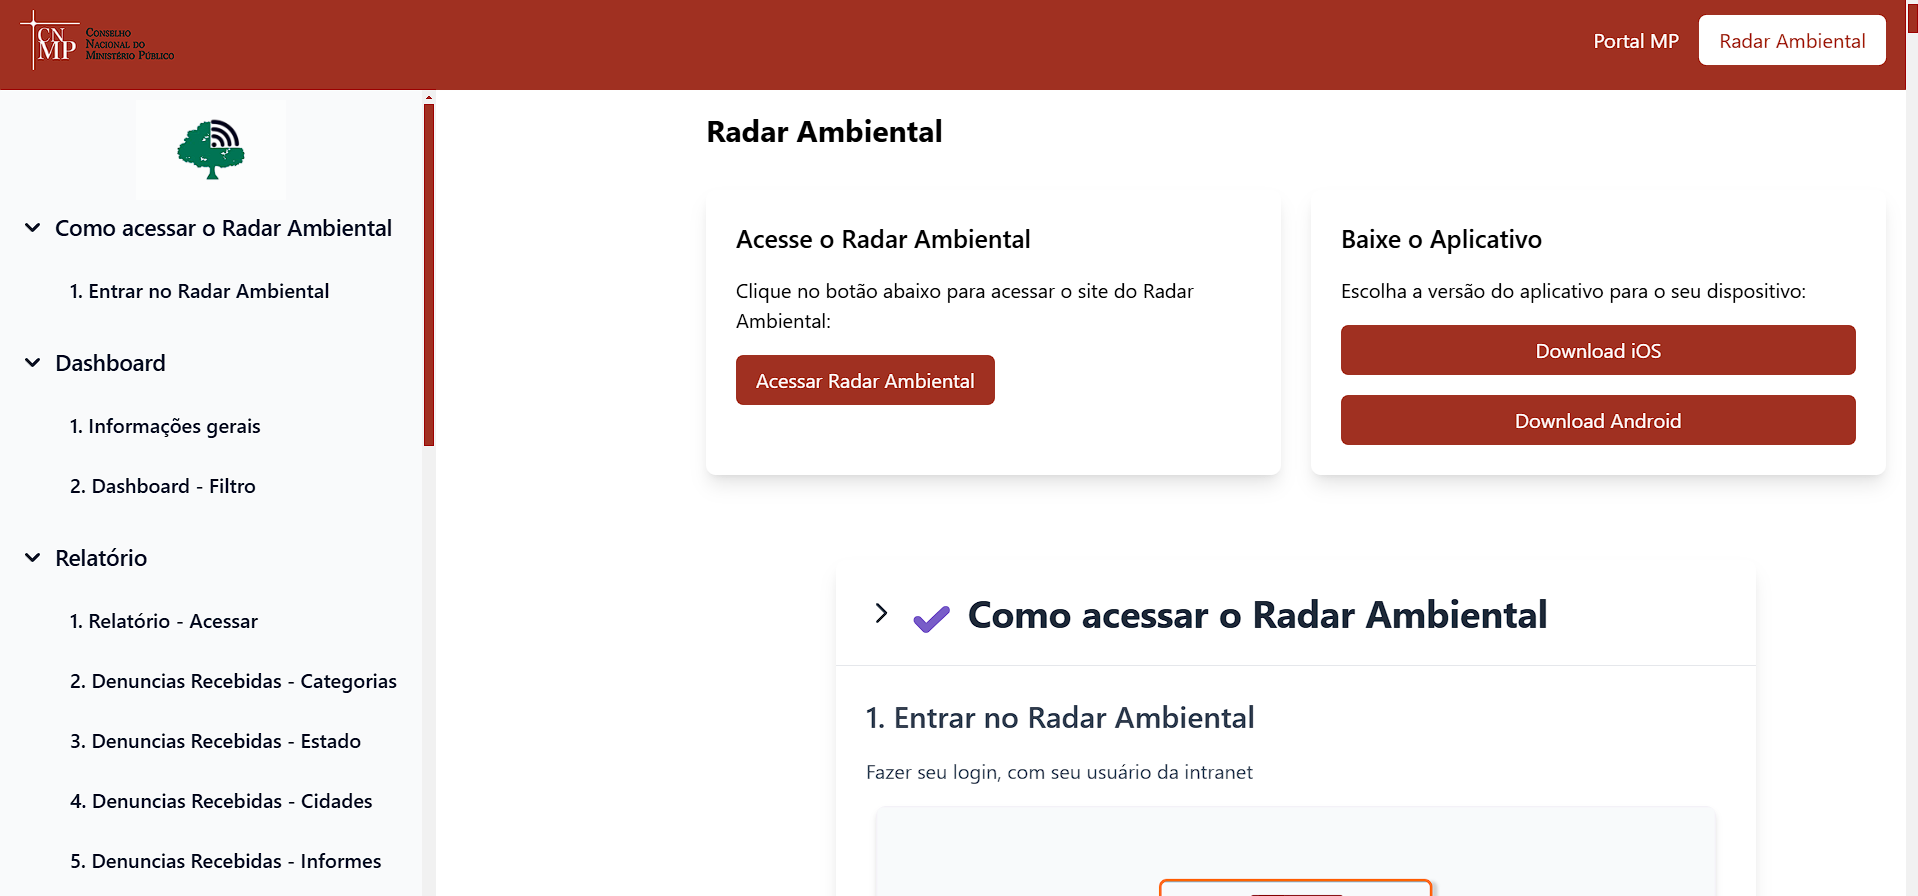 CN
MP
Conselho
Nacional do
Ministério Público
Portal MP
Radar Ambiental
Como acessar o Radar Ambiental
1. Entrar no Radar Ambiental
Dashboard
1. Informações gerais
2. Dashboard - Filtro
Relatório
1. Relatório - Acessar
2. Denuncias Recebidas - Categorias
3. Denuncias Recebidas - Estado
4. Denuncias Recebidas - Cidades
5. Denuncias Recebidas - Informes
Radar Ambiental
Acesse o Radar Ambiental
Clique no botão abaixo para acessar o site do Radar
Ambiental:
Acessar Radar Ambiental
Baixe o Aplicativo
Escolha a versão do aplicativo para o seu dispositivo:
Download iOS
Download Android
Como acessar o Radar Ambiental
1. Entrar no Radar Ambiental
Fazer seu login, com seu usuário da intranet